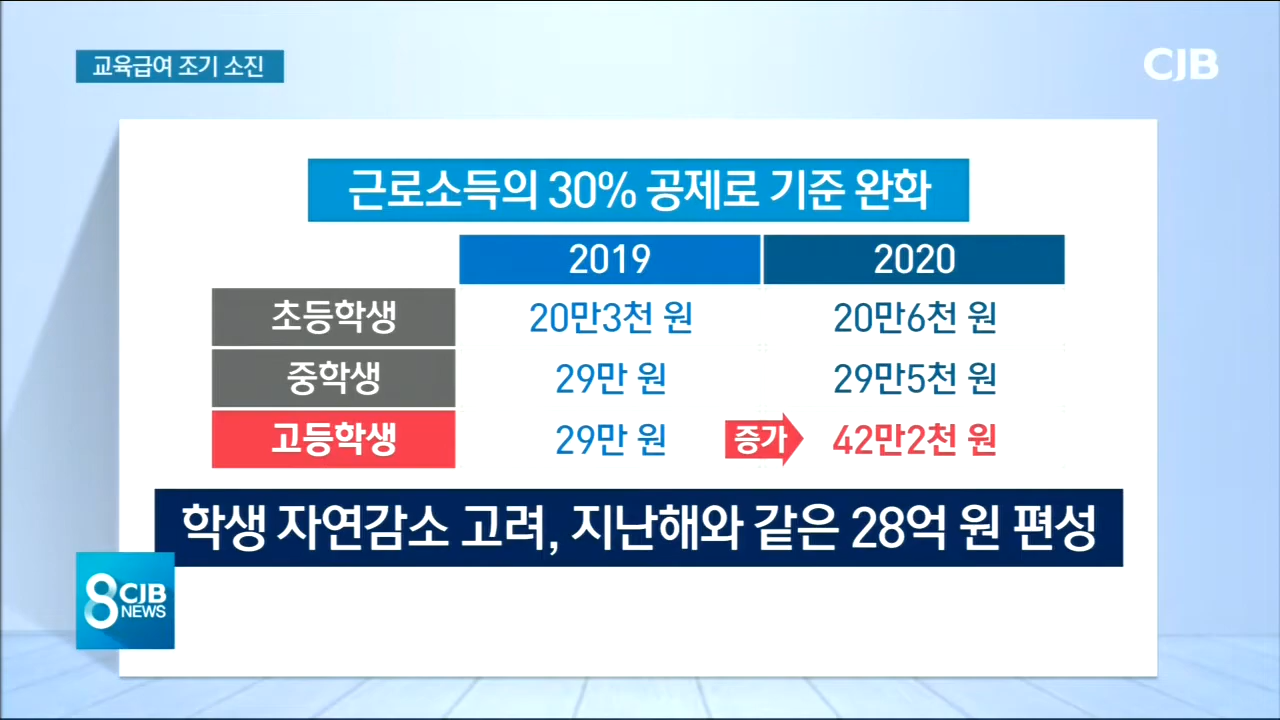 교육급여 조기 소진
CJB
근로소득의 30% 공제로 기준 완화
2019 2020
초등학생 20만3천 원 20만6천 원
중학생 29만 원 29만5천 원
고등학생 29만 원 증가 42만2천 원
학생 자연감소 고려, 지난해와 같은 28억 원 편성
8 CJB
NEWS